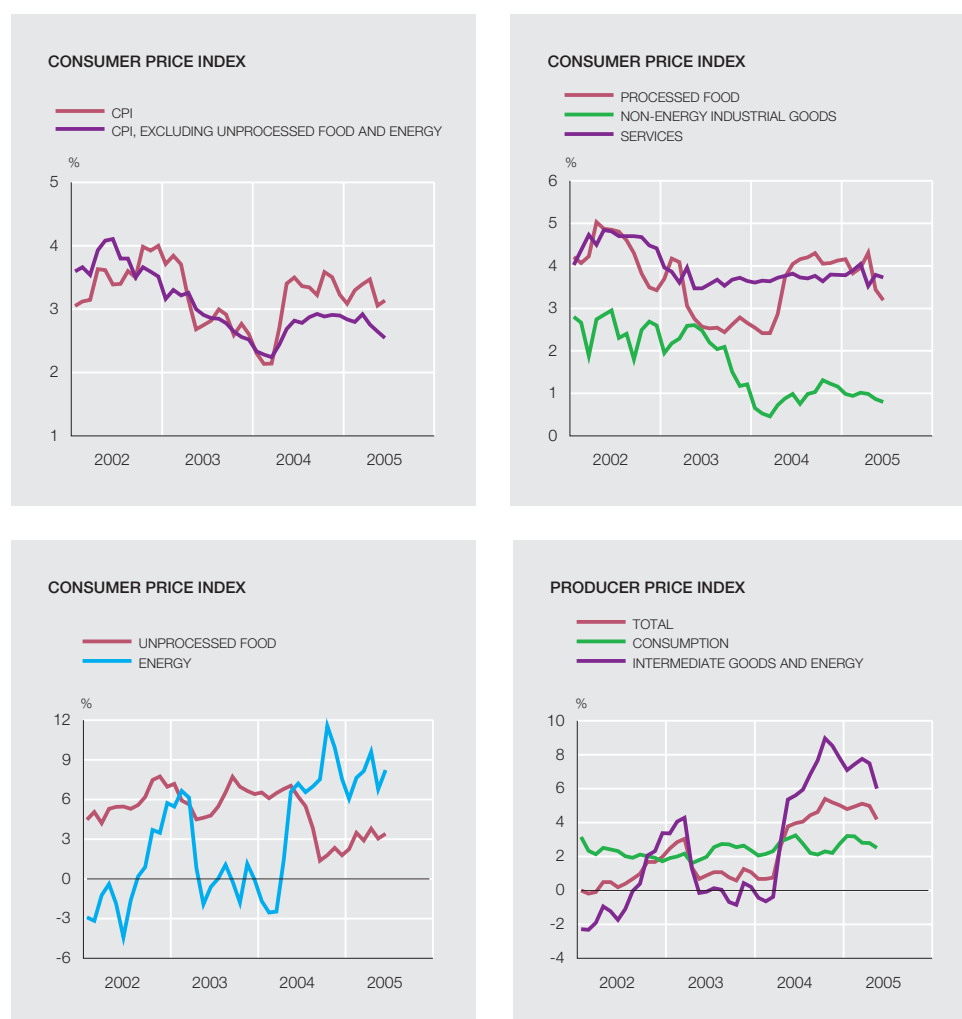 CONSUMER PRICE INDEX
CPI
CPI, EXCLUDING UNPROCESSED FOOD AND ENERGY
%
5
4
3
2
1
2002 2003 2004 2005
CONSUMER PRICE INDEX
PROCESSED FOOD
NON-ENERGY INDUSTRIAL GOODS
SERVICES
%
6
5
4
3
2
1
0
2002 2003 2004 2005
CONSUMER PRICE INDEX
UNPROCESSED FOOD
ENERGY
%
12
9
6
3
0
-3
-6
2002 2003 2004 2005
PRODUCER PRICE INDEX
TOTAL
CONSUMPTION
INTERMEDIATE GOODS AND ENERGY
%
10
8
6
4
2
0
-2
-4
2002 2003 2004 2005